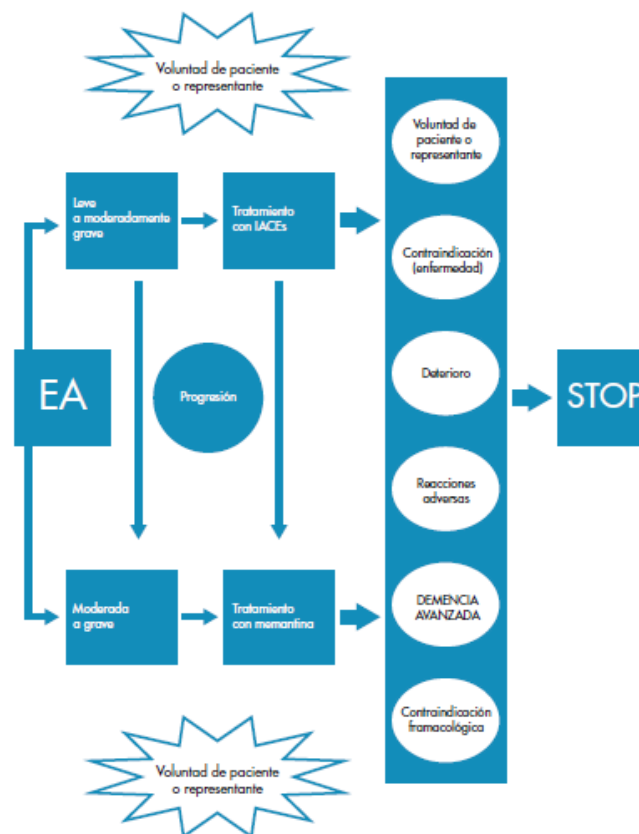 Voluntad de paciente
o representante
Voluntad de
paciente o
representante
Leve
a moderadamente
grave
Tratamiento
con IACEs
Contraindicación
(enfermedad)
EA
Progresión
Deterioro
STOP
Reacciones
adversas
Moderada
a grave
Tratamiento
con memantina
DEMENCIA
AVANZADA
Contraindicación
framacológica
Voluntad de paciente
o representante